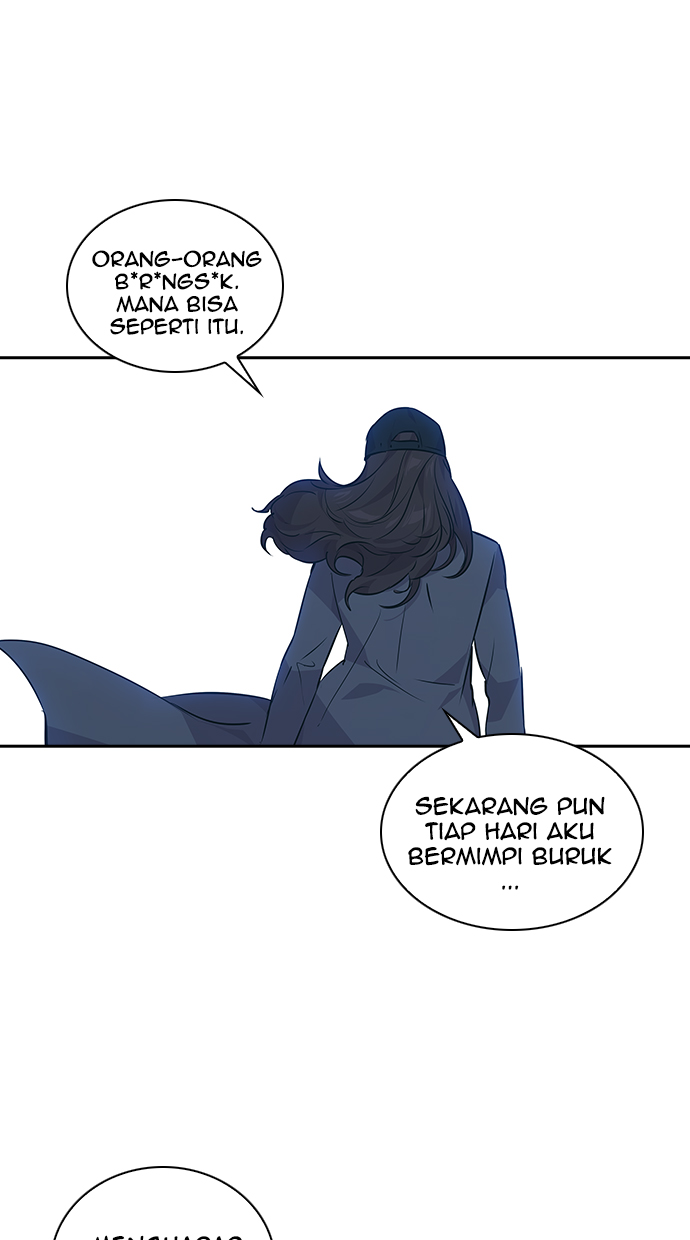 ORANG-ORANG
B*R*NGS*K.
MANA BISA
SEPERTI ITU.
SEKARANG PUN
TIAP HARI AKU
BERMIMPI BURUK
...